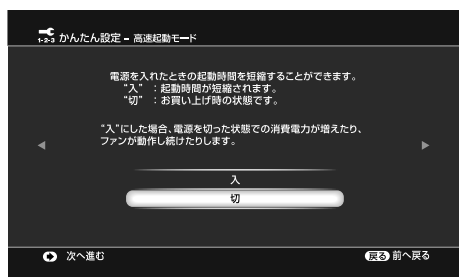 1-2-3 かんたん設定 – 高速起動モード
電源を入れたときの起動時間を短縮することができます。
“入” ：起動時間が短縮されます。
“切” ：お買い上げ時の状態です。
“入”にした場合、電源を切った状態での消費電力が増えたり、
ファンが動作し続けたりします。
入
切
次へ進む
戻る 前へ戻る